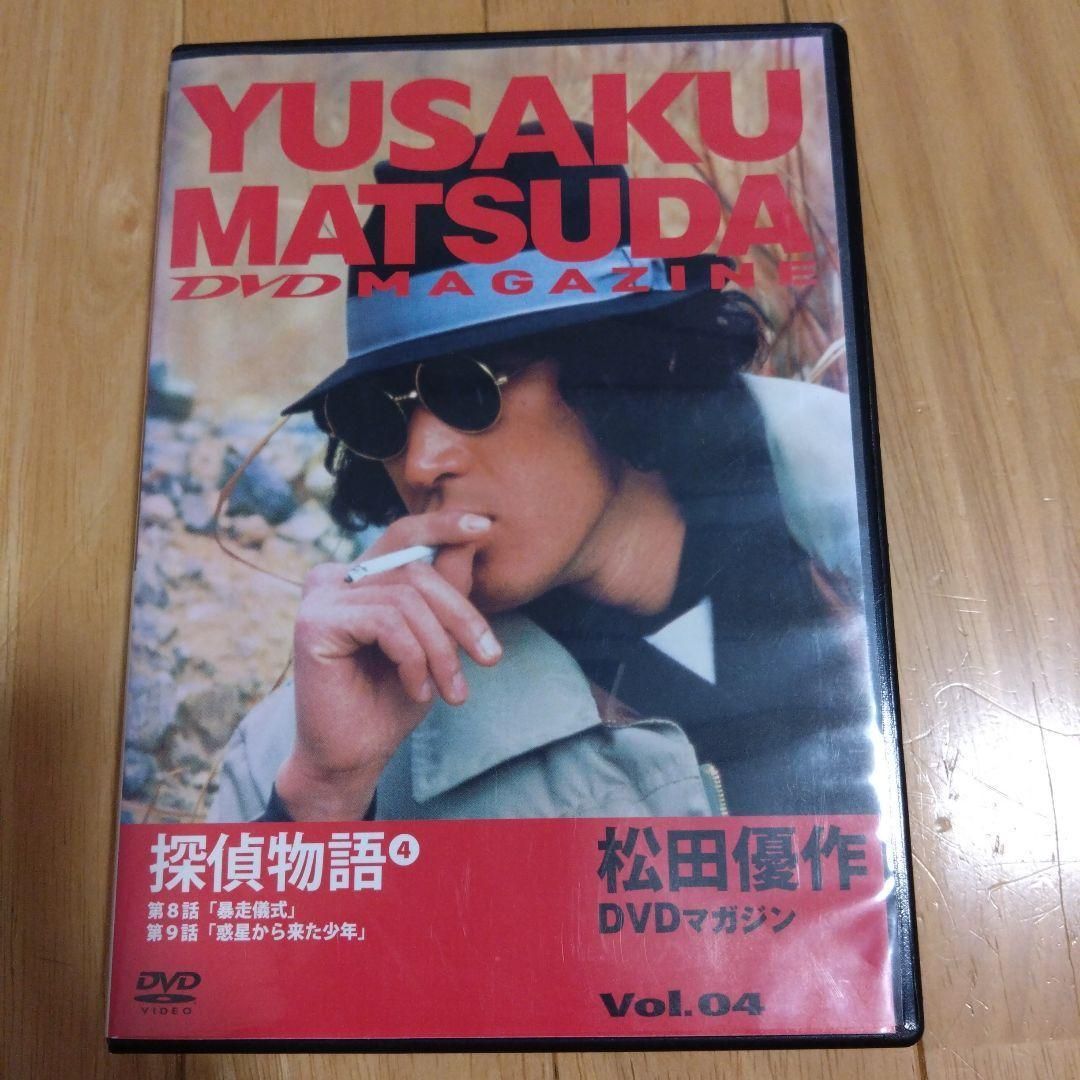 YUSAKU
MATSUDA
DVD MAGAZINE
探偵物語 4
第8話「暴走儀式」
第9話「惑星から来た少年」
松田優作
DVDマガジン
DVD
VIDEO
Vol.04